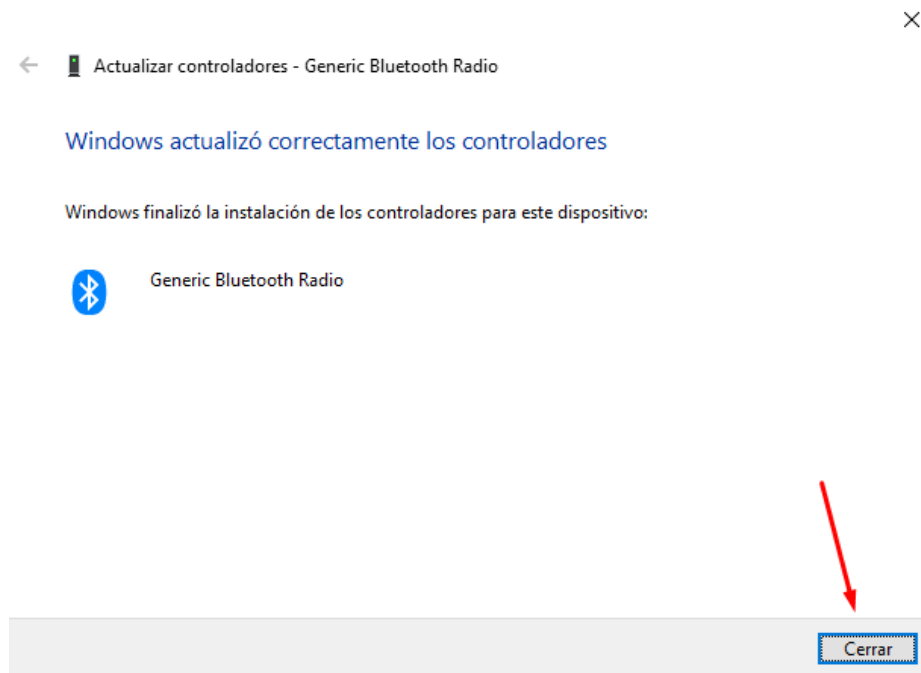 Actualizar controladores - Generic Bluetooth Radio
Windows actualizó correctamente los controladores
Windows finalizó la instalación de los controladores para este dispositivo:
Generic Bluetooth Radio
Cerrar